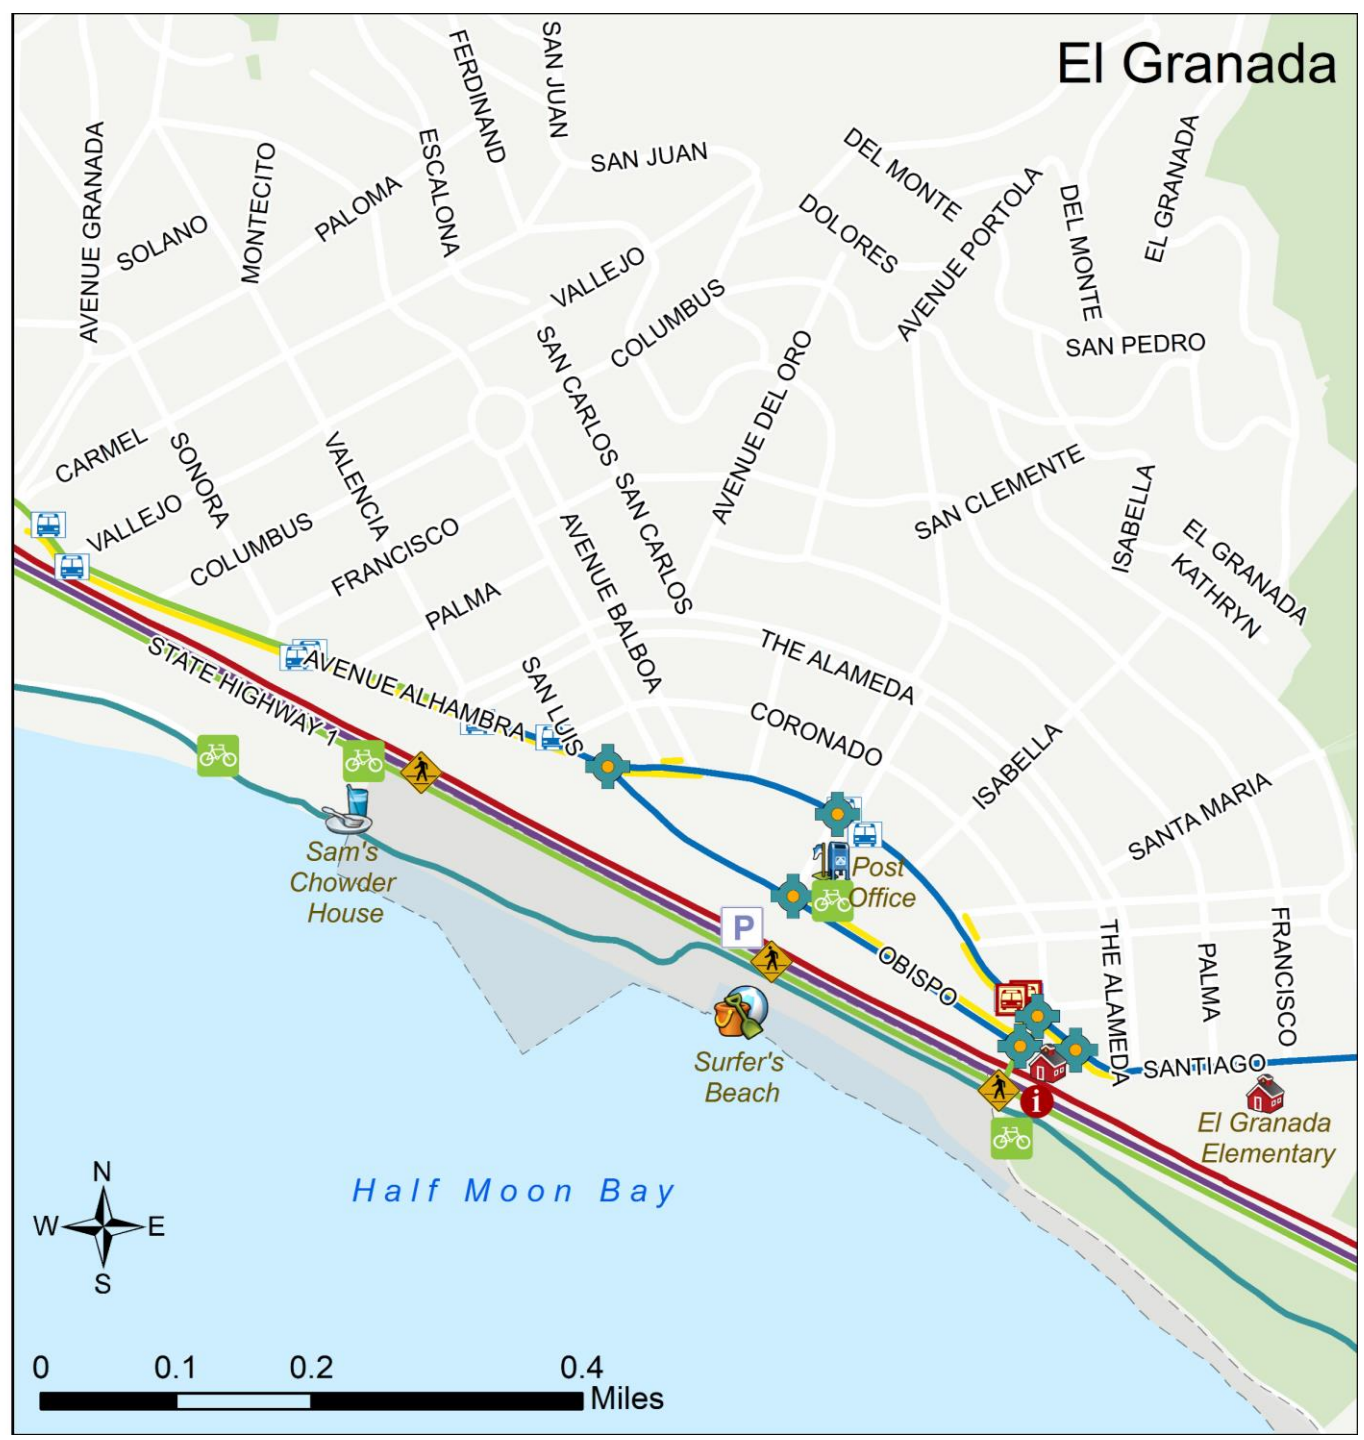 El Granada
FERDINAND
SAN JUAN
AVENUE GRANADA
SOLANO
MONTECITO
PALOMA
ESCALONA
SAN JUAN
DEL MONTE
DOLORES
AVENUE PORTOLA
DEL MONTE
EL GRANADA
VALLEJO
COLUMBUS
SAN CARLOS
AVENUE DEL ORO
SAN PEDRO
CARMEL
SONORA
VALENCIA
SAN CARLOS
SAN CLEMENTE
ISABELLA
EL GRANADA
KATHRYN
VALLEJO
COLUMBUS
FRANCISCO
PALMA
AVENUE BALBOA
THE ALAMEDA
STATE HIGHWAY 1
AVENUE ALHAMBRA
SAN LUIS
CORONADO
ISABELLA
SANTA MARIA
Sam's
Chowder
House
Post
Office
P
OBISPO
THE ALAMEDA
PALMA
FRANCISCO
Surfer's
Beach
SANTIAGO
i
El Granada
Elementary
Half Moon Bay
N
W
E
S
0
0.1
0.2
0.4
Miles